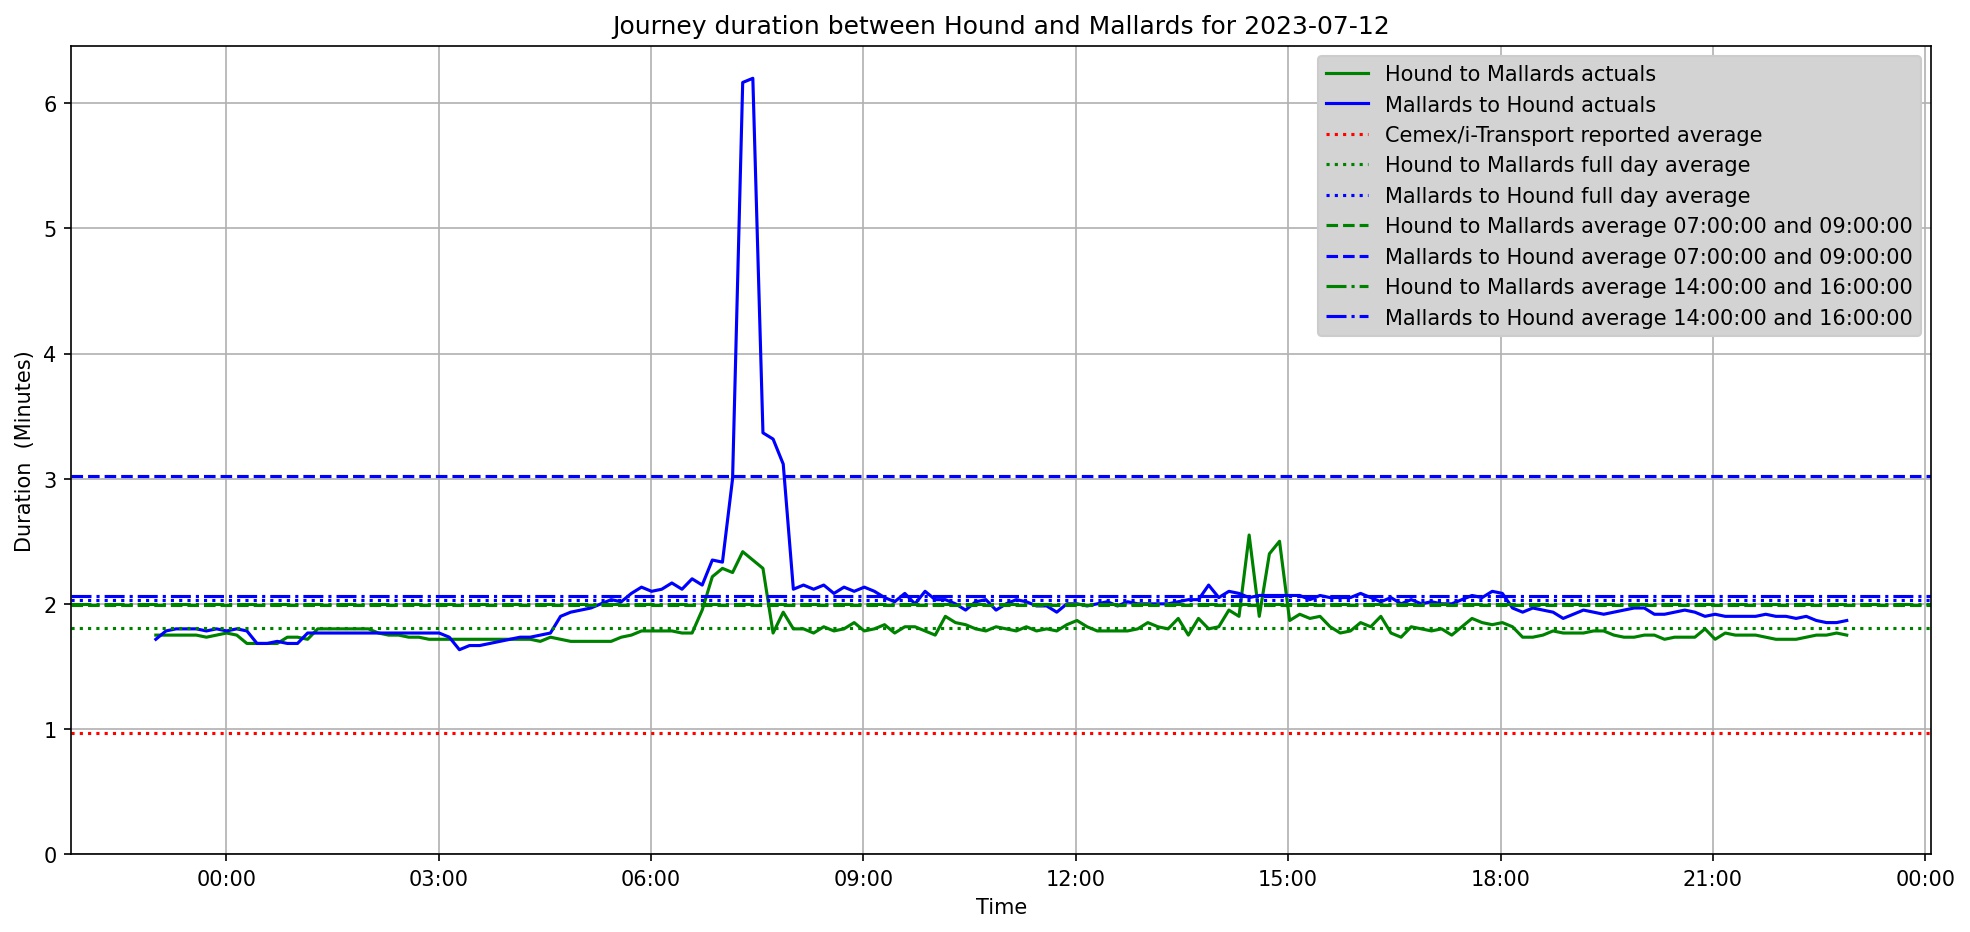 Journey duration between Hound and Mallards for 2023-07-12
Hound to Mallards actuals
Mallards to Hound actuals
Cemex/i-Transport reported average
Hound to Mallards full day average
Mallards to Hound full day average
Hound to Mallards average 07:00:00 and 09:00:00
Mallards to Hound average 07:00:00 and 09:00:00
Hound to Mallards average 14:00:00 and 16:00:00
Mallards to Hound average 14:00:00 and 16:00:00
Duration (Minutes)
6
5
4
3
2
1
0
00:00 03:00 06:00 09:00 12:00 15:00 18:00 21:00 00:00
Time